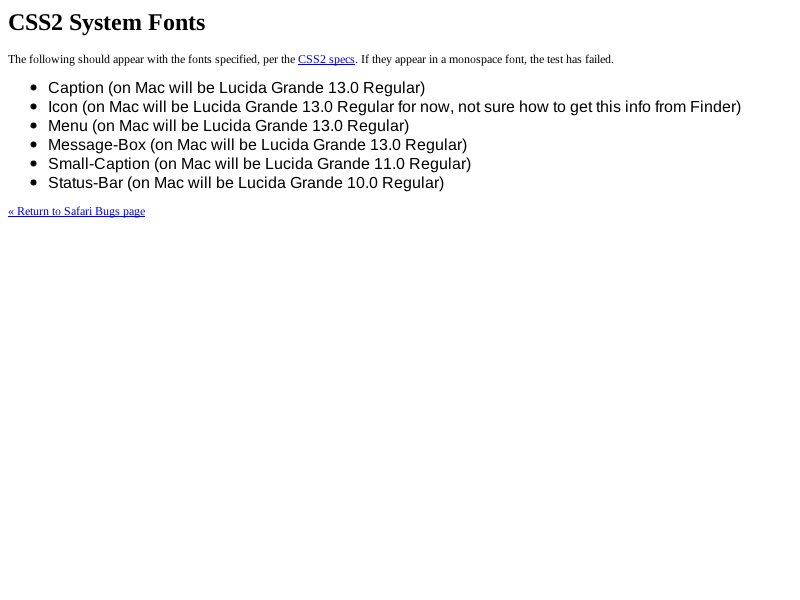 CSS2 System Fonts
The following should appear with the fonts specified, per the CSS2 specs. If they appear in a monospace font, the test has failed.
Caption (on Mac will be Lucida Grande 13.0 Regular)
Icon (on Mac will be Lucida Grande 13.0 Regular for now, not sure how to get this info from Finder)
Menu (on Mac will be Lucida Grande 13.0 Regular)
Message-Box (on Mac will be Lucida Grande 13.0 Regular)
Small-Caption (on Mac will be Lucida Grande 11.0 Regular)
Status-Bar (on Mac will be Lucida Grande 10.0 Regular)
« Return to Safari Bugs page